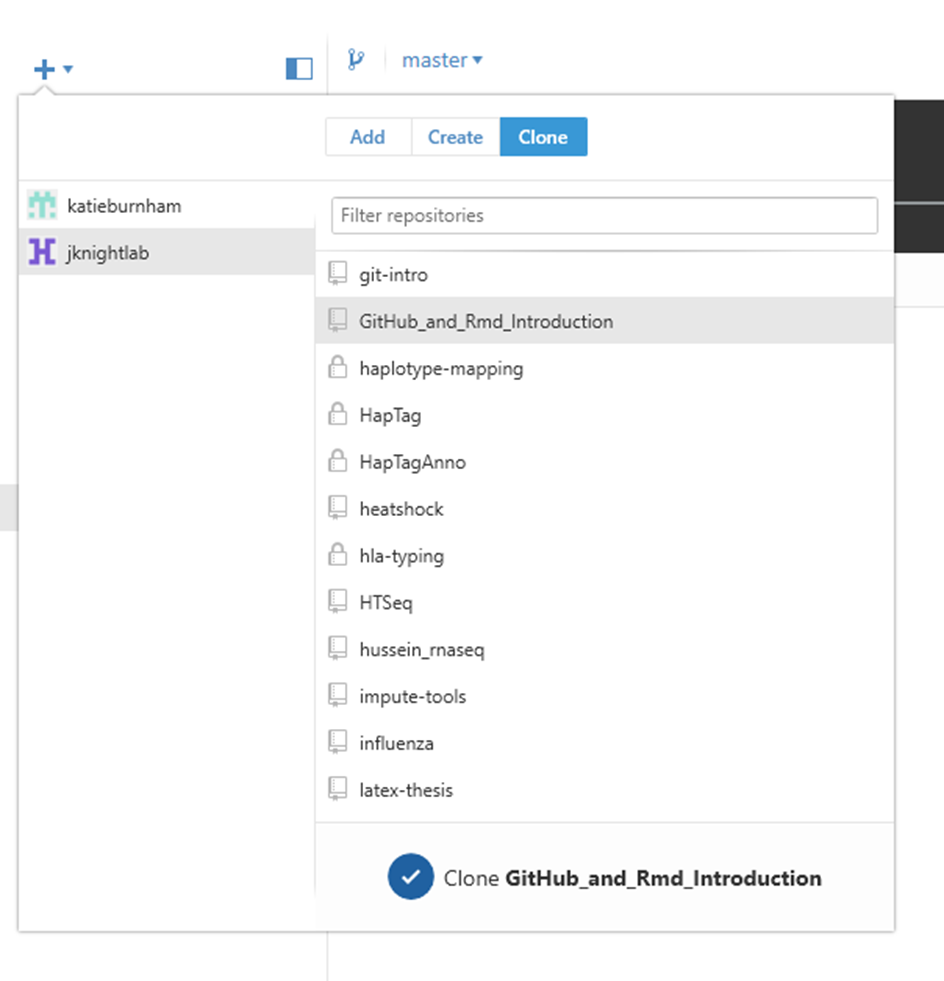 master
Add
Create
Clone
katieburnham
jknightlab
Filter repositories
git-intro
GitHub_and_Rmd_Introduction
haplotype-mapping
HapTag
HapTagAnno
heatshock
hla-typing
HTSeq
hussein_rnaseq
impute-tools
influenza
latex-thesis
Clone GitHub_and_Rmd_Introduction